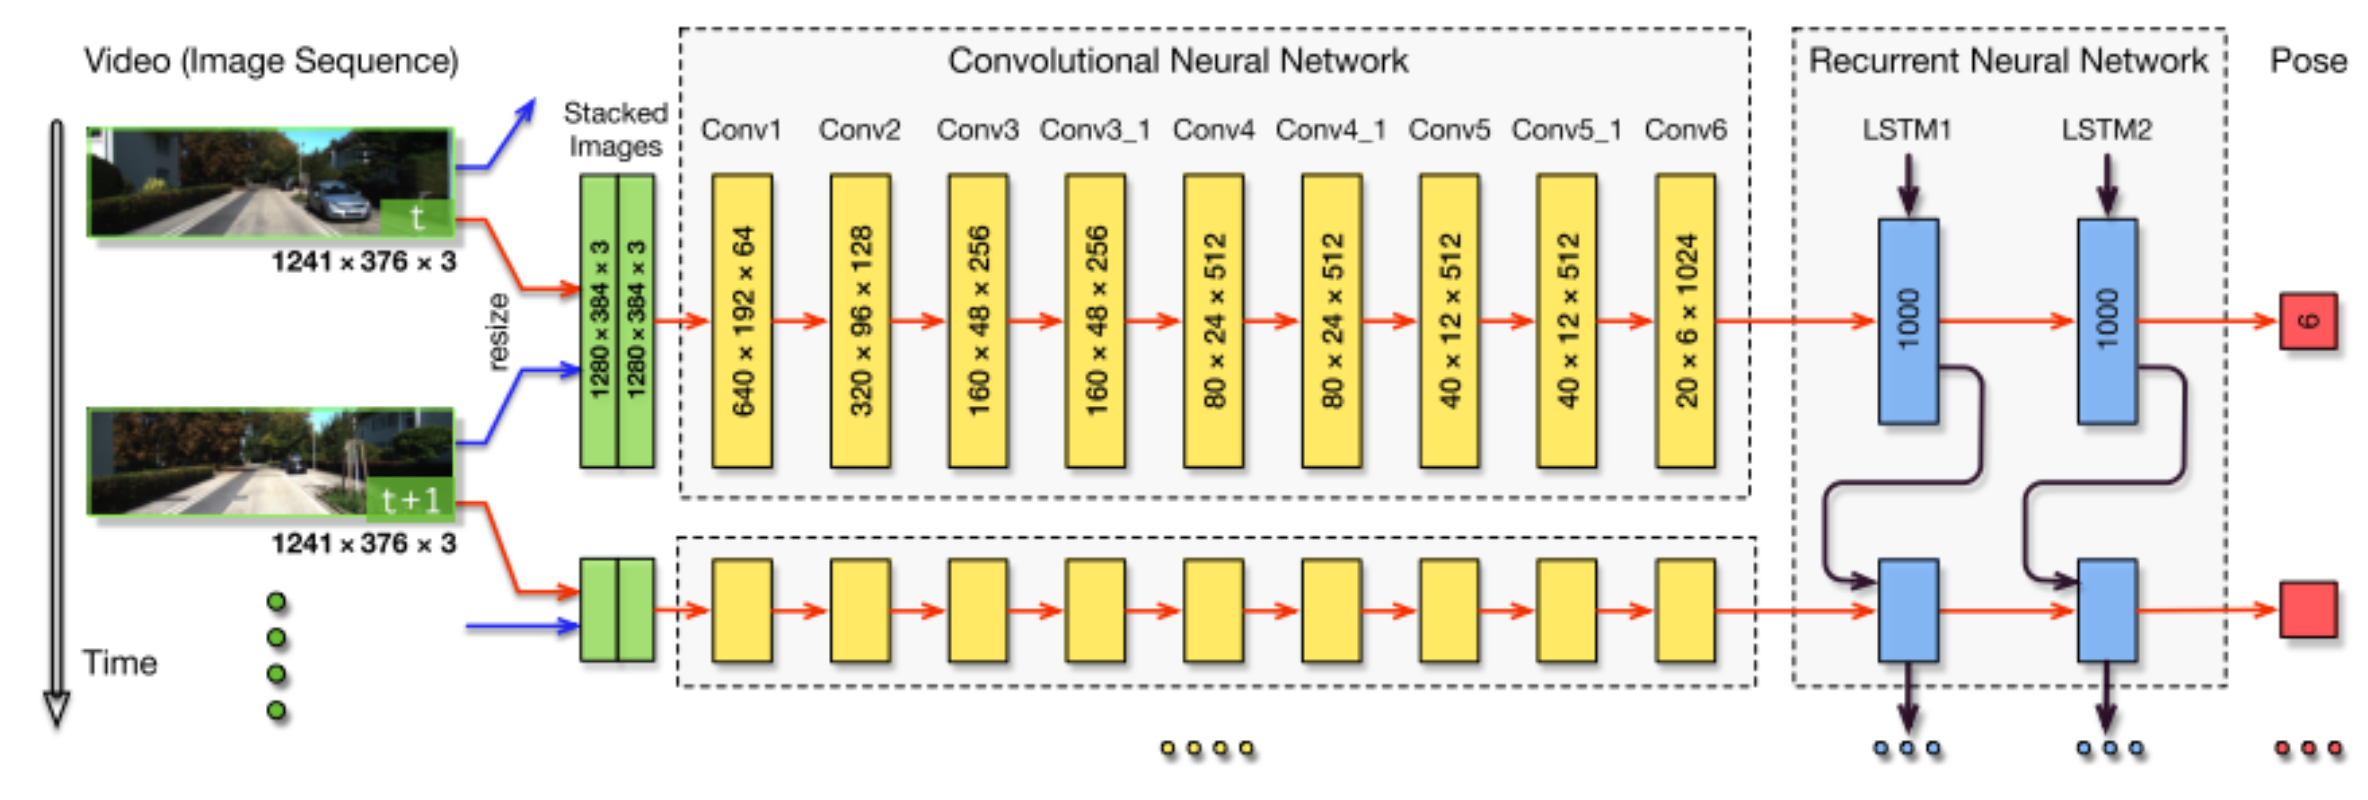 Video (Image Sequence)
Convolutional Neural Network
Recurrent Neural Network
Pose
Stacked
Images
Conv1
Conv2
Conv3
Conv3_1
Conv4
Conv4_1
Conv5
Conv5_1
Conv6
LSTM1
LSTM2
t
1241 × 376 × 3
resize
1280 × 384 × 3
1280 × 384 × 3
640 × 192 × 64
320 × 96 × 128
160 × 48 × 256
160 × 48 × 256
80 × 24 × 512
80 × 24 × 512
40 × 12 × 512
40 × 12 × 512
20 × 6 × 1024
1000
1000
6
t+1
1241 × 376 × 3
Time